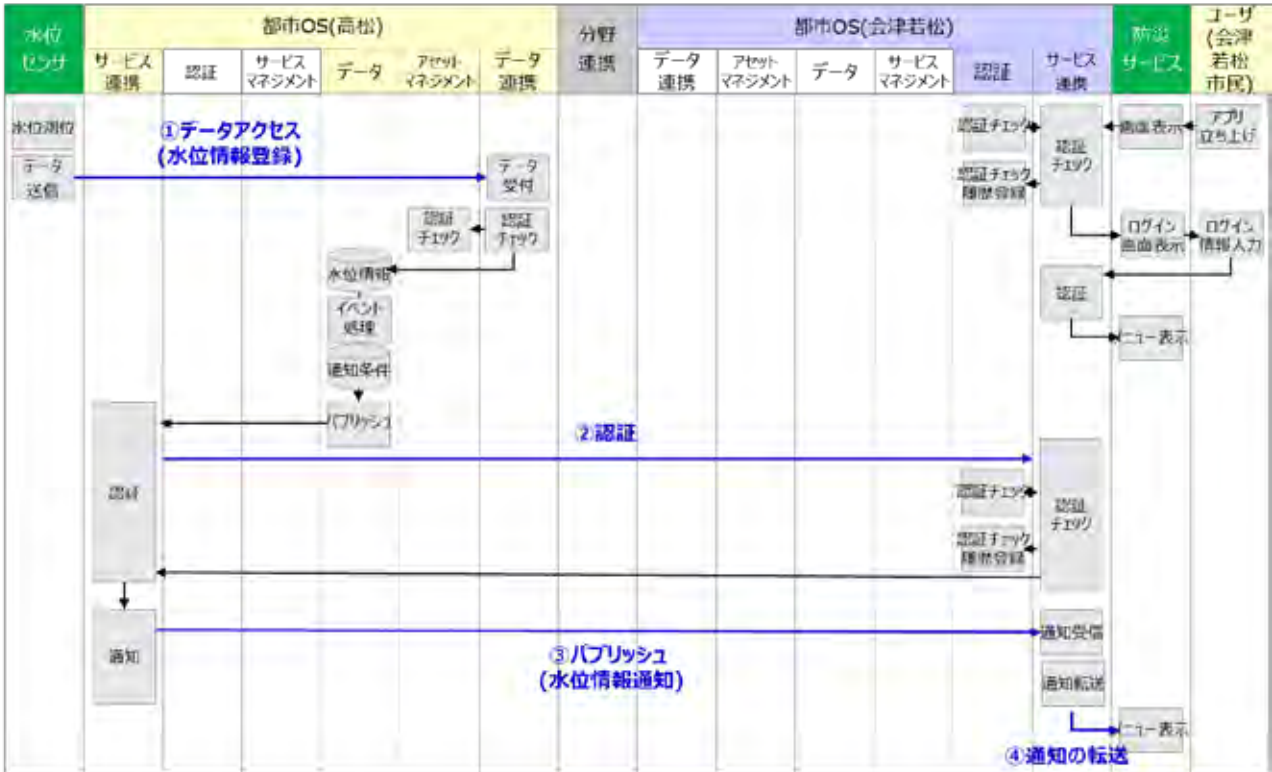 水位
センサ
都市OS(高松)
分野
連携
都市OS(会津若松)
防災
サービス
ユーザ
(会津
若松
市民)
サービス
連携
認証
サービス
マネジメント
データ
アセット
マネジメント
データ
連携
データ
連携
アセット
マネジメント
データ
サービス
マネジメント
認証
サービス
連携
水位測位
①データアクセス
(水位情報登録)
データ
送信
データ
受付
認証
チェック
認証
チェック
水位情報
イベント
処理
通知条件
パブリッシュ
認証チェック
認証
チェック
画面表示
アプリ
立ち上げ
認証チェック
履歴登録
ログイン
画面表示
ログイン
情報入力
認証
ニュー表示
②認証
認証
認証チェック
認証
チェック
認証チェック
履歴登録
通知
通知受信
③パブリッシュ
(水位情報通知)
通知転送
ニュー表示
④通知の転送